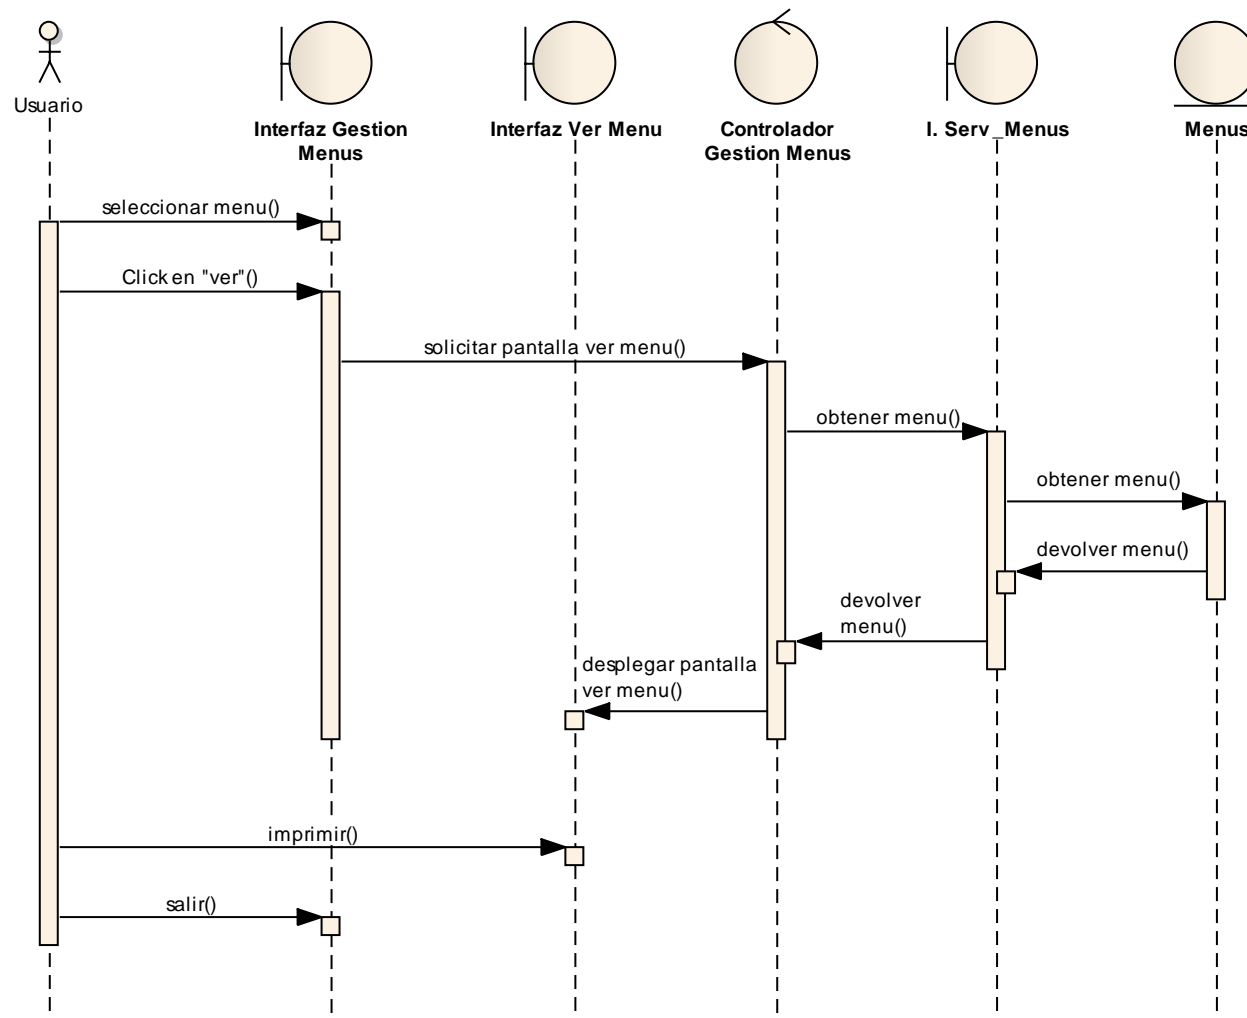 Usuario
Interfaz Gestion
Menus
Interfaz Ver Menu
Controlador
Gestion Menus
I. Serv_Menus
Menus
seleccionar menu()
Click en "ver"()
solicitar pantalla ver menu()
obtener menu()
obtener menu()
devolver menu()
devolver
menu()
desplegar pantalla
ver menu()
imprimir()
salir()